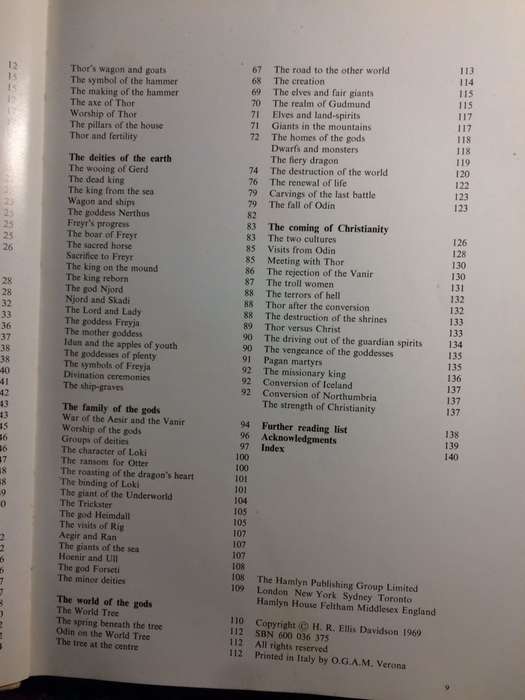 12
15
15
25
25
26
28
28
32
33
36
37
38
38
40
41
42
43
43
45
46
Thor's wagon and goats 67
The symbol of the hammer 68
The making of the hammer 69
The axe of Thor 70
Worship of Thor 71
The pillars of the house 71
Thor and fertility 72
The deities of the earth
The wooing of Gerd 74
The dead king 76
The king from the sea 79
Wagon and ships 79
The goddess Nerthus 82
Freyr's progress 83
The boar of Freyr 83
The sacred horse 85
Sacrifice to Freyr 85
The king on the mound 86
The king reborn 87
The god Njord 88
Njord and Skadi 88
The Lord and Lady 88
The goddess Freyja 89
The mother goddess 90
Idun and the apples of youth 90
The goddesses of plenty 91
The symbols of Freyja 92
Divination ceremonies 92
The ship-graves 92
The family of the gods
War of the Aesir and the Vanir 94
Worship of the gods 96
Groups of deities 97
The character of Loki 100
The ransom for Otter 100
The roasting of the dragon's heart 101
The binding of Loki 101
The giant of the Underworld 104
The Trickster 105
The god Heimdall 105
The visits of Rig 107
Aegir and Ran 107
The giants of the sea 107
Hoenir and Ull 108
The god Forseti 108
The minor deities 109
The world of the gods
The World Tree 110
The spring beneath the tree 112
Odin on the World Tree 112
The tree at the centre 112
The road to the other world 113
The creation 114
The elves and fair giants 115
The realm of Gudmund 115
Elves and land-spirits 117
Giants in the mountains 117
The homes of the gods 118
Dwarfs and monsters 118
The fiery dragon 119
The destruction of the world 120
The renewal of life 122
Carvings of the last battle 123
The fall of Odin 123
The coming of Christianity
The two cultures 126
Visits from Odin 128
Meeting with Thor 130
The rejection of the Vanir 130
The troll women 131
The terrors of hell 132
Thor after the conversion 132
The destruction of the shrines 133
Thor versus Christ 133
The driving out of the guardian spirits 134
The vengeance of the goddesses 135
Pagan martyrs 135
The missionary king 136
Conversion of Iceland 137
Conversion of Northumbria 137
The strength of Christianity 137
Further reading list 138
Acknowledgments 139
Index 140
The Hamlyn Publishing Group Limited
London New York Sydney Toronto
Hamlyn House Feltham Middlesex England
Copyright © H. R. Ellis Davidson 1969
SBN 600 036 375
All rights reserved
Printed in Italy by O.G.A.M. Verona
9